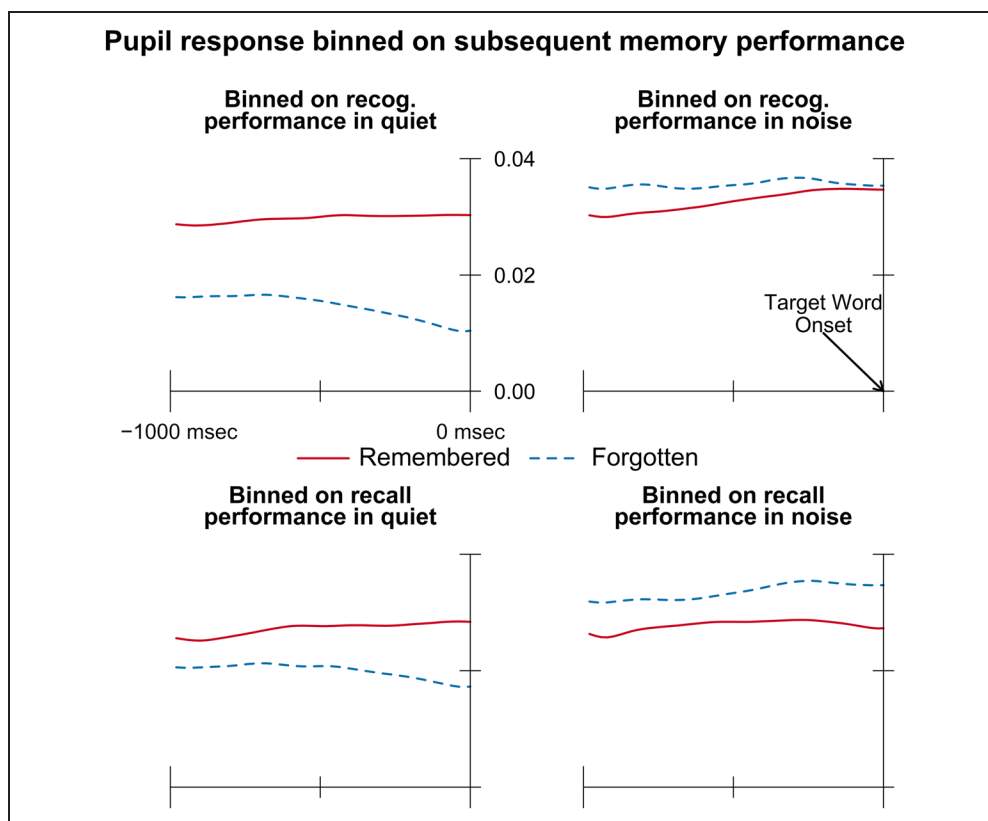 Pupil response binned on subsequent memory performance
Binned on recog.
performance in quiet
Binned on recog.
performance in noise
0.04
0.02
Target Word
Onset
0.00
−1000 msec
0 msec
Remembered
Forgotten
Binned on recall
performance in quiet
Binned on recall
performance in noise